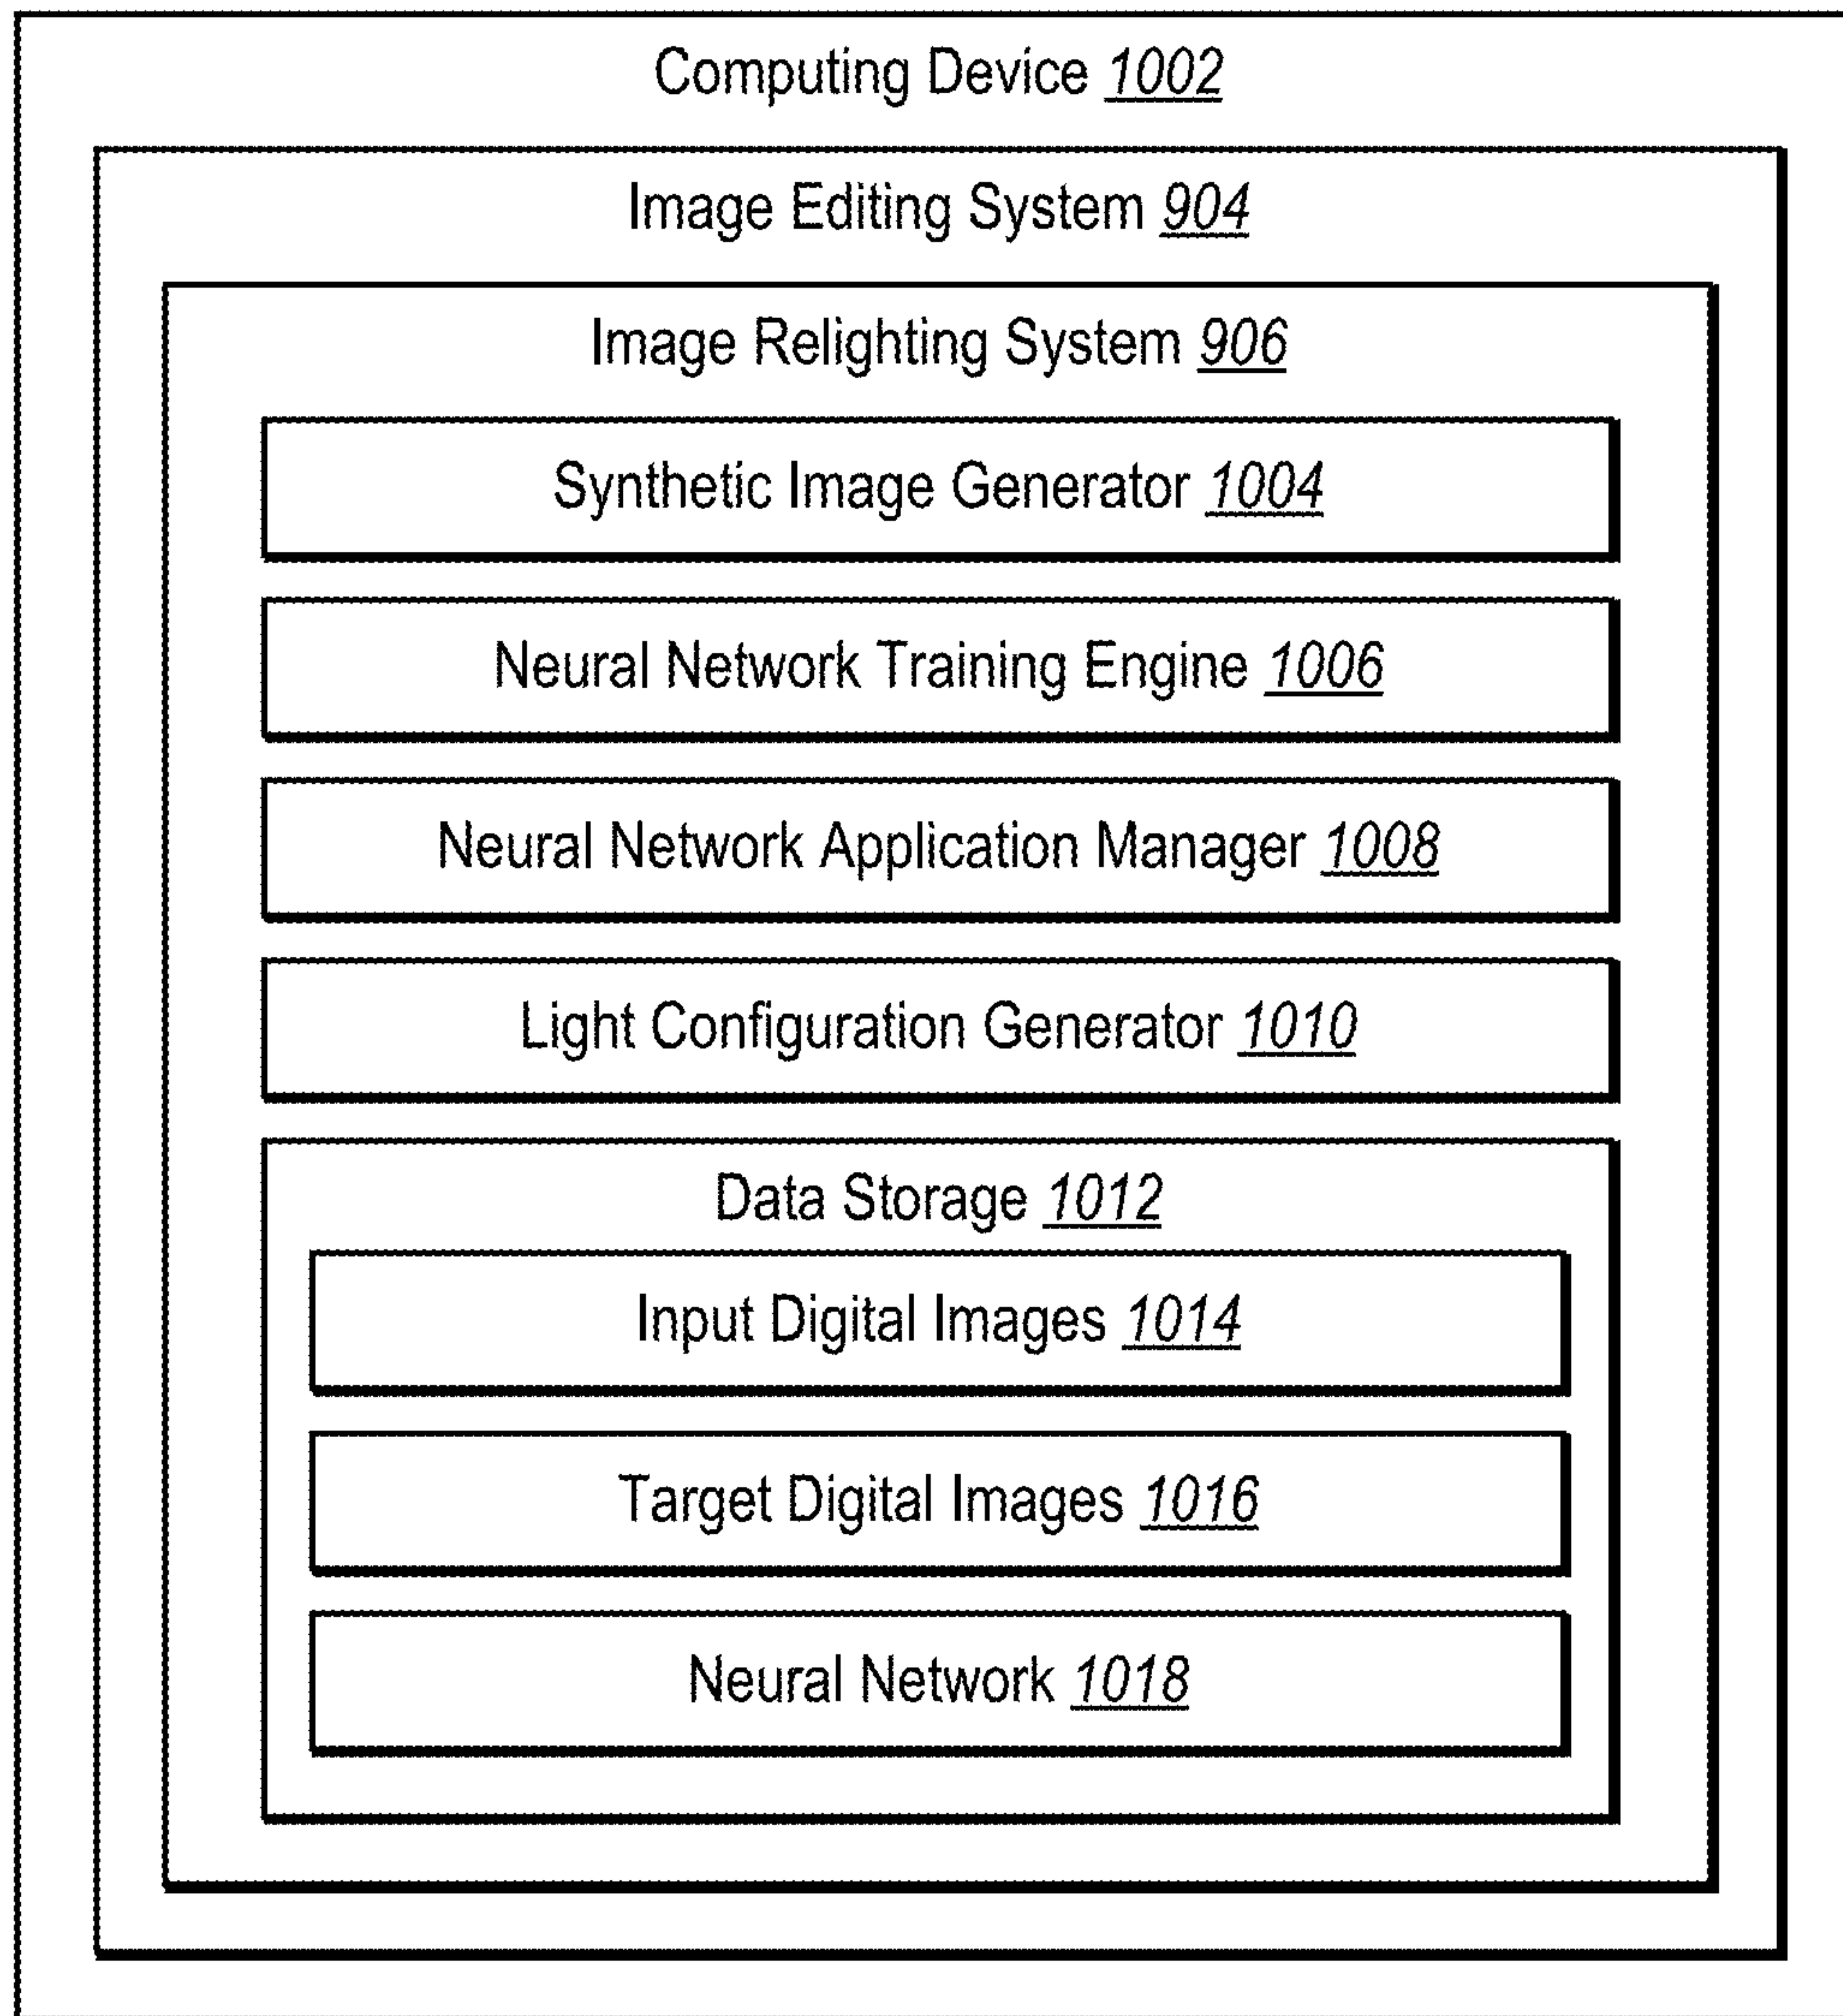 Computing Device 1002
Image Editing System 904
Image Relighting System 906
Synthetic Image Generator 1004
Neural Network Training Engine 1006
Neural Network Application Manager 1008
Light Configuration Generator 1010
Data Storage 1012
Input Digital Images 1014
Target Digital Images 1016
Neural Network 1018